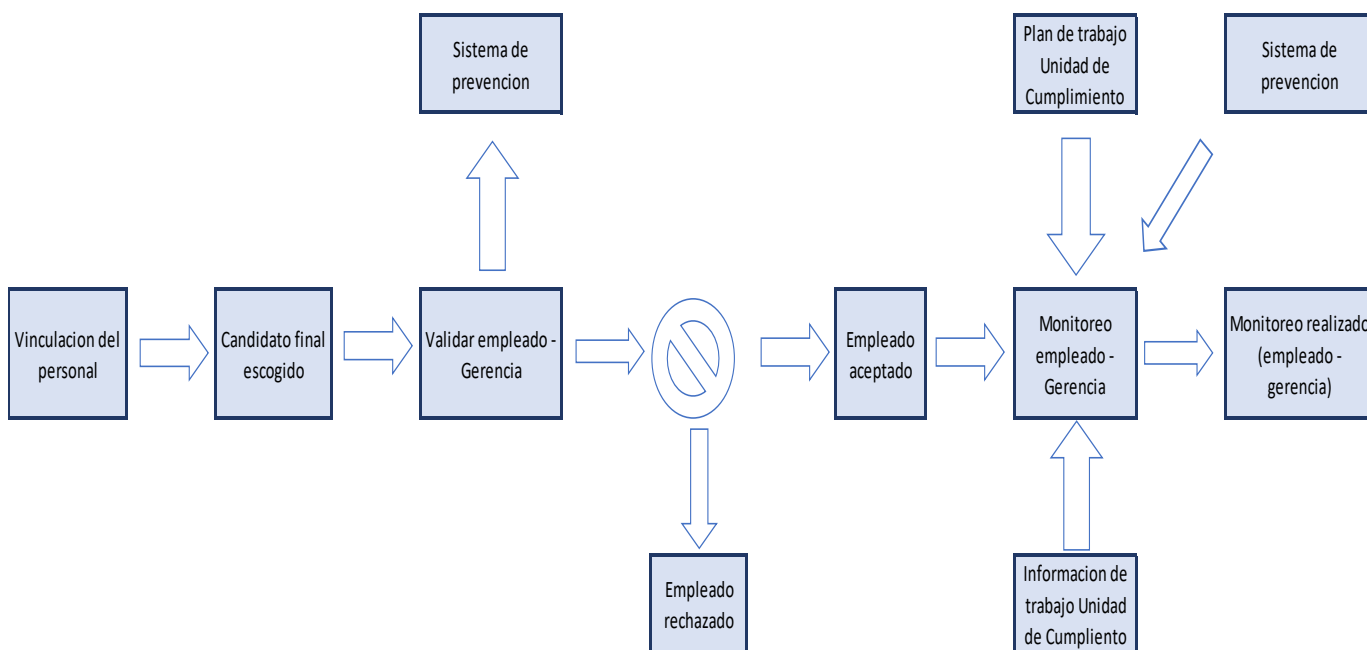 Sistema de
prevencion
Plan de trabajo
Unidad de
Cumplimiento
Sistema de
prevencion
Vinculacion del
personal
Candidato final
escogido
Validar empleado -
Gerencia
Empleado
aceptado
Monitoreo
empleado -
Gerencia
Monitoreo realizado
(empleado -
gerencia)
Empleado
rechazado
Informacion de
trabajo Unidad
de Cumpliento